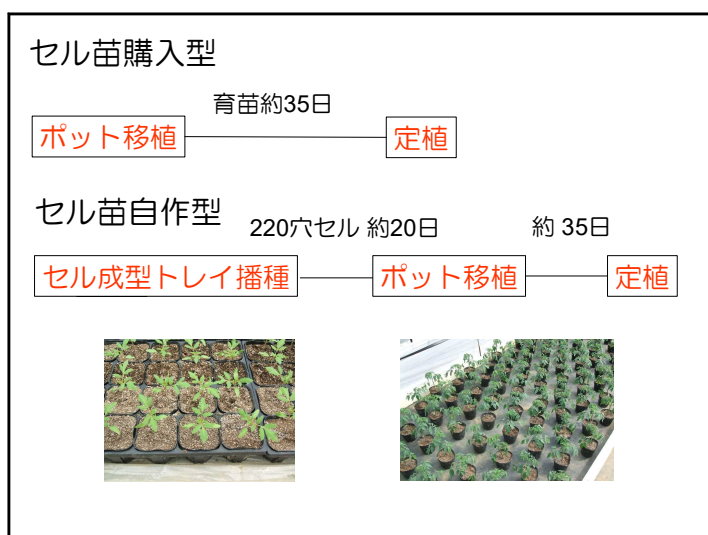 セル苗購入型
育苗約35日
ポット移植 定植
セル苗自作型
220穴セル 約20日 約 35日
セル成型トレイ播種 ポット移植 定植